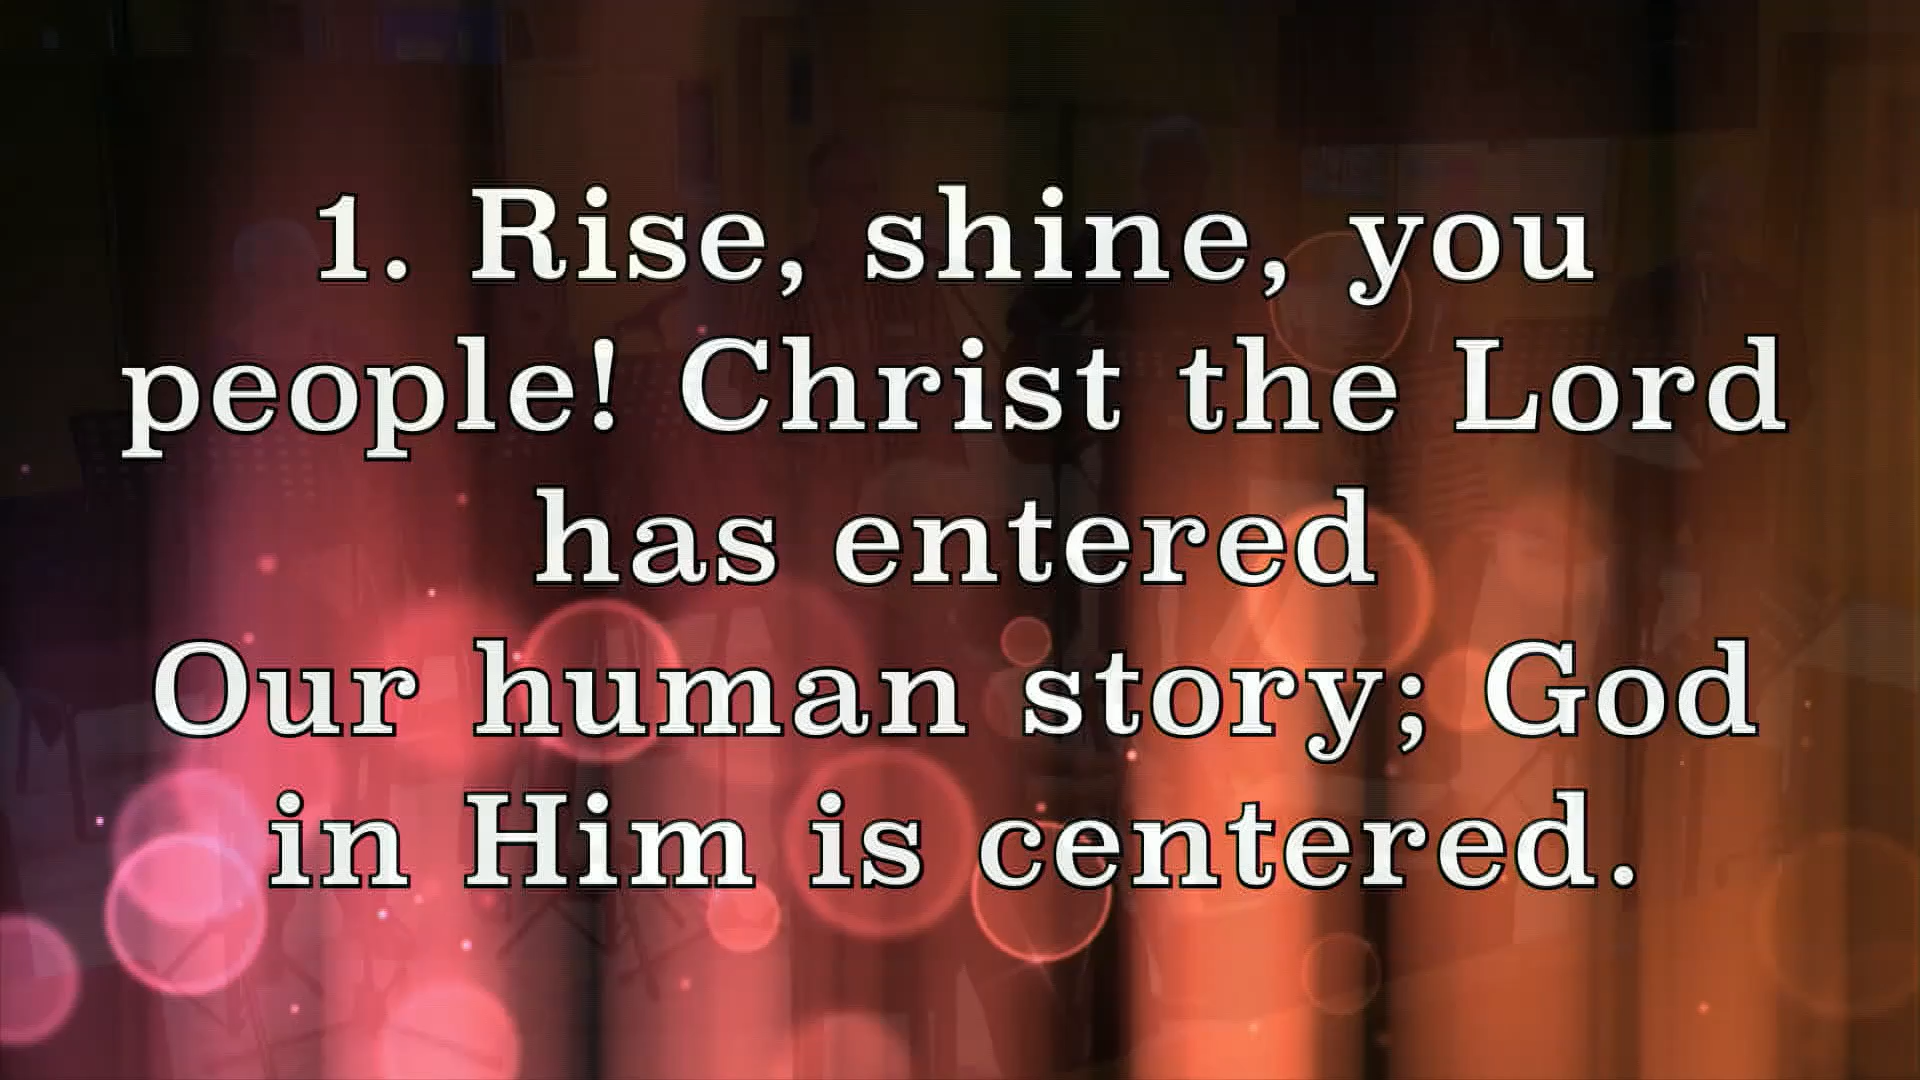 1. Rise, shine, you
people! Christ the Lord
has entered
Our human story; God
in Him is centered.